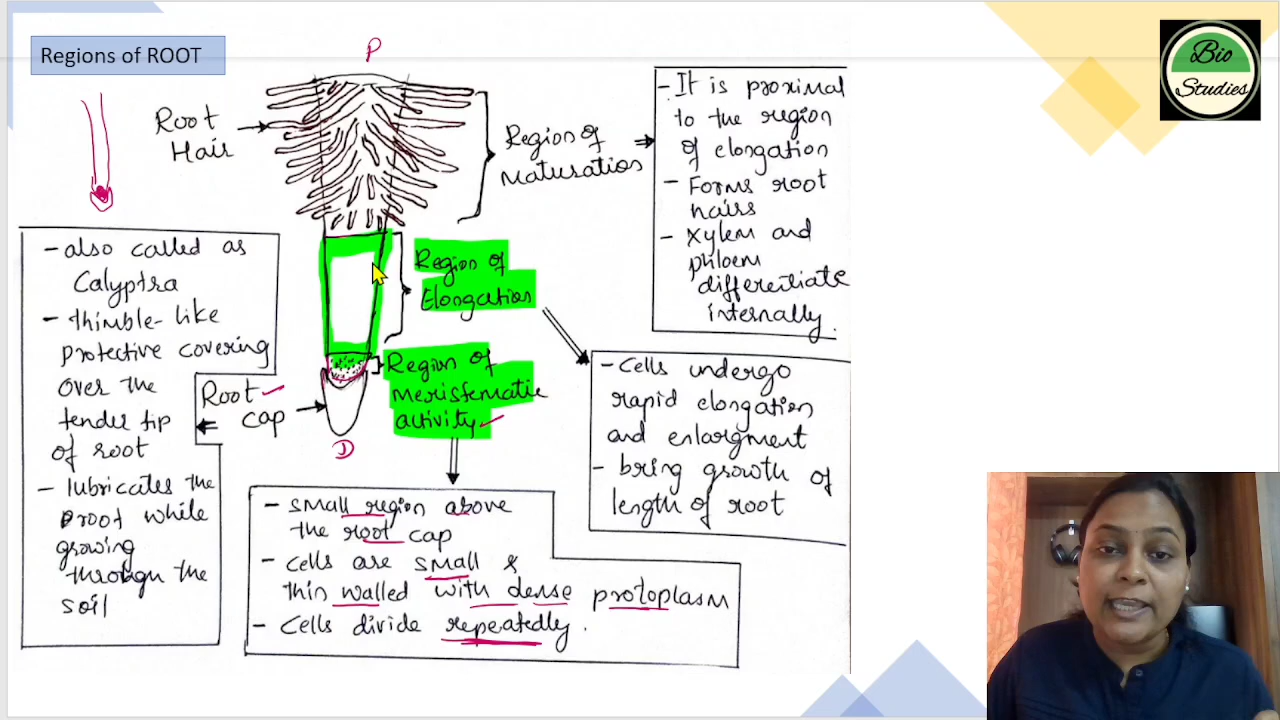 Regions of ROOT
Bio
Studies
P
Root
Hair
Region of
Maturation
- It is proximal
to the region
of elongation
- Forms root
hairs
- Xylem and
phloem
differentiate
internally.
- also called as
Calyptra
- thimble-like
protective covering
over the
tender tip
of root
- lubricates the
root while
growing
through the
soil
Region of
Elongation
Region of
meristematic
activity
Root
cap
D
- Cells undergo
rapid elongation
and enlargment
- bring growth of
length of root
- small region above
the root cap
- cells are small &
thin walled with dense protoplasm
- cells divide repeatedly.